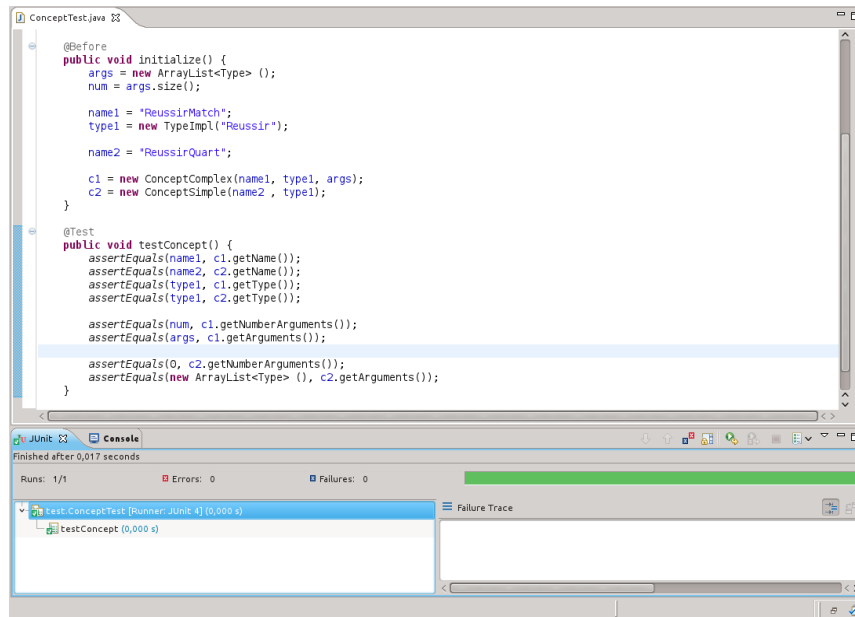 ConceptTest.java
@Before
public void initialize() {
args = new ArrayList<Type> ();
num = args.size();
name1 = "ReussirMatch";
type1 = new TypeImpl("Reussir");
name2 = "ReussirQuart";
c1 = new ConceptComplex(name1, type1, args);
c2 = new ConceptSimple(name2 , type1);
}
@Test
public void testConcept() {
assertEquals(name1, c1.getName());
assertEquals(name2, c2.getName());
assertEquals(type1, c1.getType());
assertEquals(type1, c2.getType());
assertEquals(num, c1.getNumberArguments());
assertEquals(args, c1.getArguments());
assertEquals(0, c2.getNumberArguments());
assertEquals(new ArrayList<Type> (), c2.getArguments());
}
JUnit Console
Finished after 0,017 seconds
Runs: 1/1 Errors: 0 Failures: 0
test.ConceptTest [Runner: JUnit 4] (0,000 s)
testConcept (0,000 s)
Failure Trace